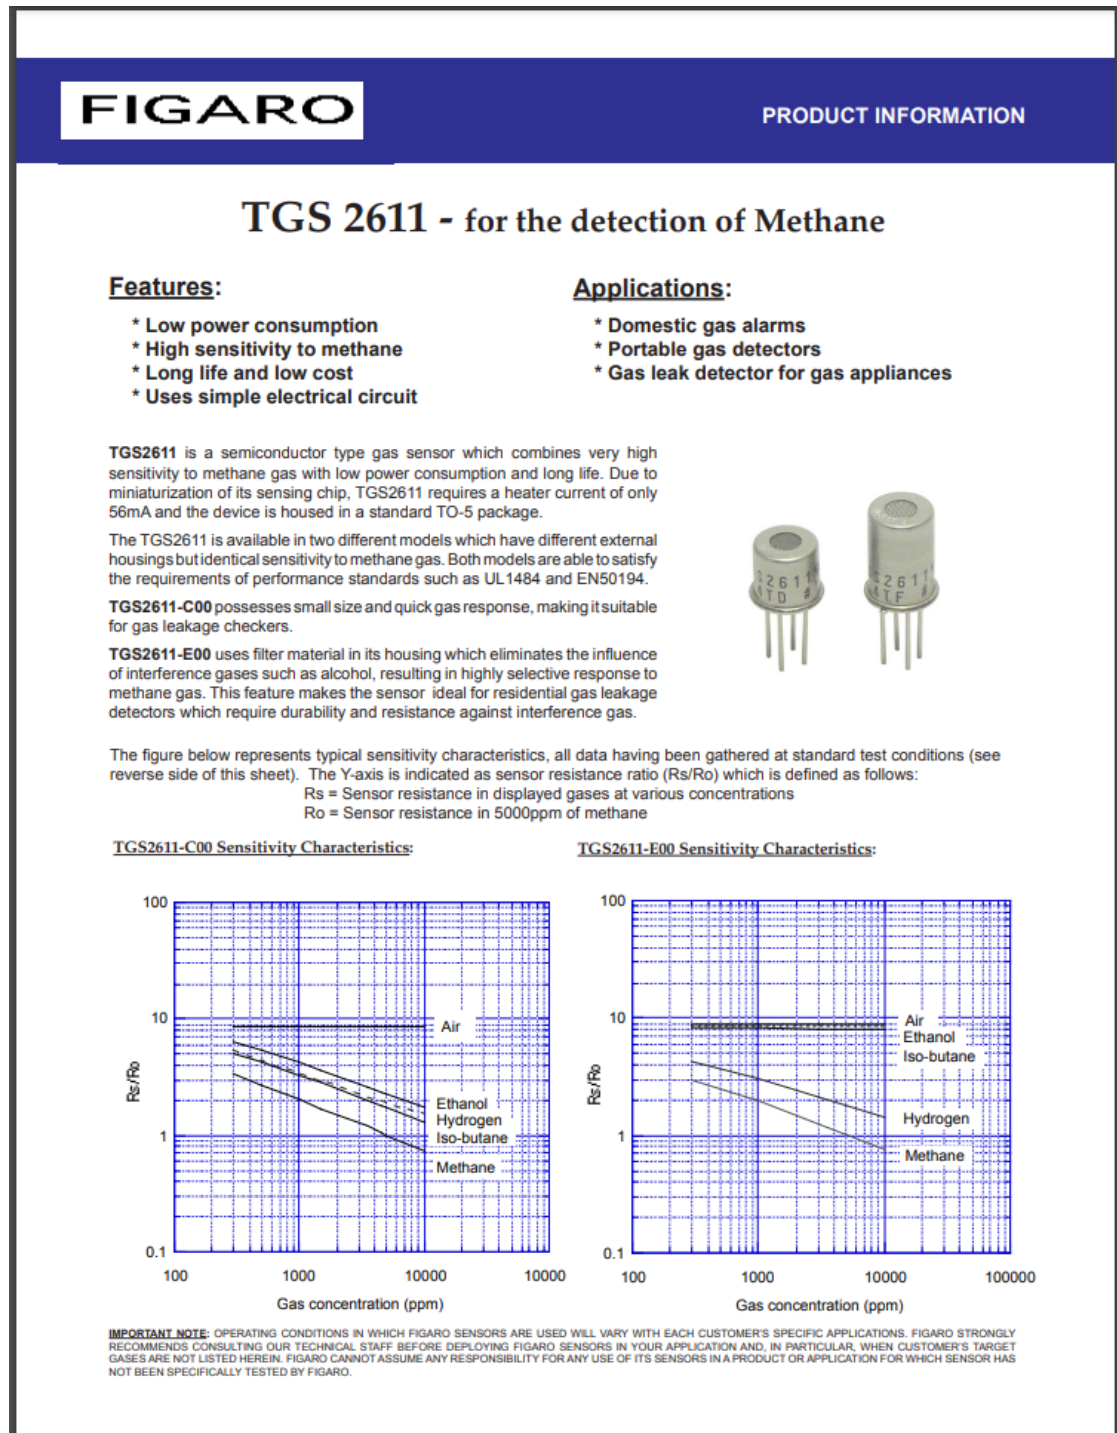 FIGARO
PRODUCT INFORMATION
TGS 2611 - for the detection of Methane
Features:
* Low power consumption
* High sensitivity to methane
* Long life and low cost
* Uses simple electrical circuit
Applications:
* Domestic gas alarms
* Portable gas detectors
* Gas leak detector for gas appliances
TGS2611 is a semiconductor type gas sensor which combines very high
sensitivity to methane gas with low power consumption and long life. Due to
miniaturization of its sensing chip, TGS2611 requires a heater current of only
56mA and the device is housed in a standard TO-5 package.
The TGS2611 is available in two different models which have different external
housings but identical sensitivity to methane gas. Both models are able to satisfy
the requirements of performance standards such as UL1484 and EN50194.
TGS2611-C00 possesses small size and quick gas response, making it suitable
for gas leakage checkers.
TGS2611-E00 uses filter material in its housing which eliminates the influence
of interference gases such as alcohol, resulting in highly selective response to
methane gas. This feature makes the sensor ideal for residential gas leakage
detectors which require durability and resistance against interference gas.
S2611
4TD #
S2611
4TF #
The figure below represents typical sensitivity characteristics, all data having been gathered at standard test conditions (see
reverse side of this sheet). The Y-axis is indicated as sensor resistance ratio (Rs/Ro) which is defined as follows:
Rs = Sensor resistance in displayed gases at various concentrations
Ro = Sensor resistance in 5000ppm of methane
TGS2611-C00 Sensitivity Characteristics:
100
10
1
0.1
Rs/Ro
Air
Ethanol
Hydrogen
Iso-butane
Methane
100 1000 10000 10000
Gas concentration (ppm)
TGS2611-E00 Sensitivity Characteristics:
100
10
1
0.1
Rs/Ro
Air
Ethanol
Iso-butane
Hydrogen
Methane
100 1000 10000 100000
Gas concentration (ppm)
IMPORTANT NOTE: OPERATING CONDITIONS IN WHICH FIGARO SENSORS ARE USED WILL VARY WITH EACH CUSTOMER'S SPECIFIC APPLICATIONS. FIGARO STRONGLY
RECOMMENDS CONSULTING OUR TECHNICAL STAFF BEFORE DEPLOYING FIGARO SENSORS IN YOUR APPLICATION AND, IN PARTICULAR, WHEN CUSTOMER'S TARGET
GASES ARE NOT LISTED HEREIN. FIGARO CANNOT ASSUME ANY RESPONSIBILITY FOR ANY USE OF ITS SENSORS IN A PRODUCT OR APPLICATION FOR WHICH SENSOR HAS
NOT BEEN SPECIFICALLY TESTED BY FIGARO.